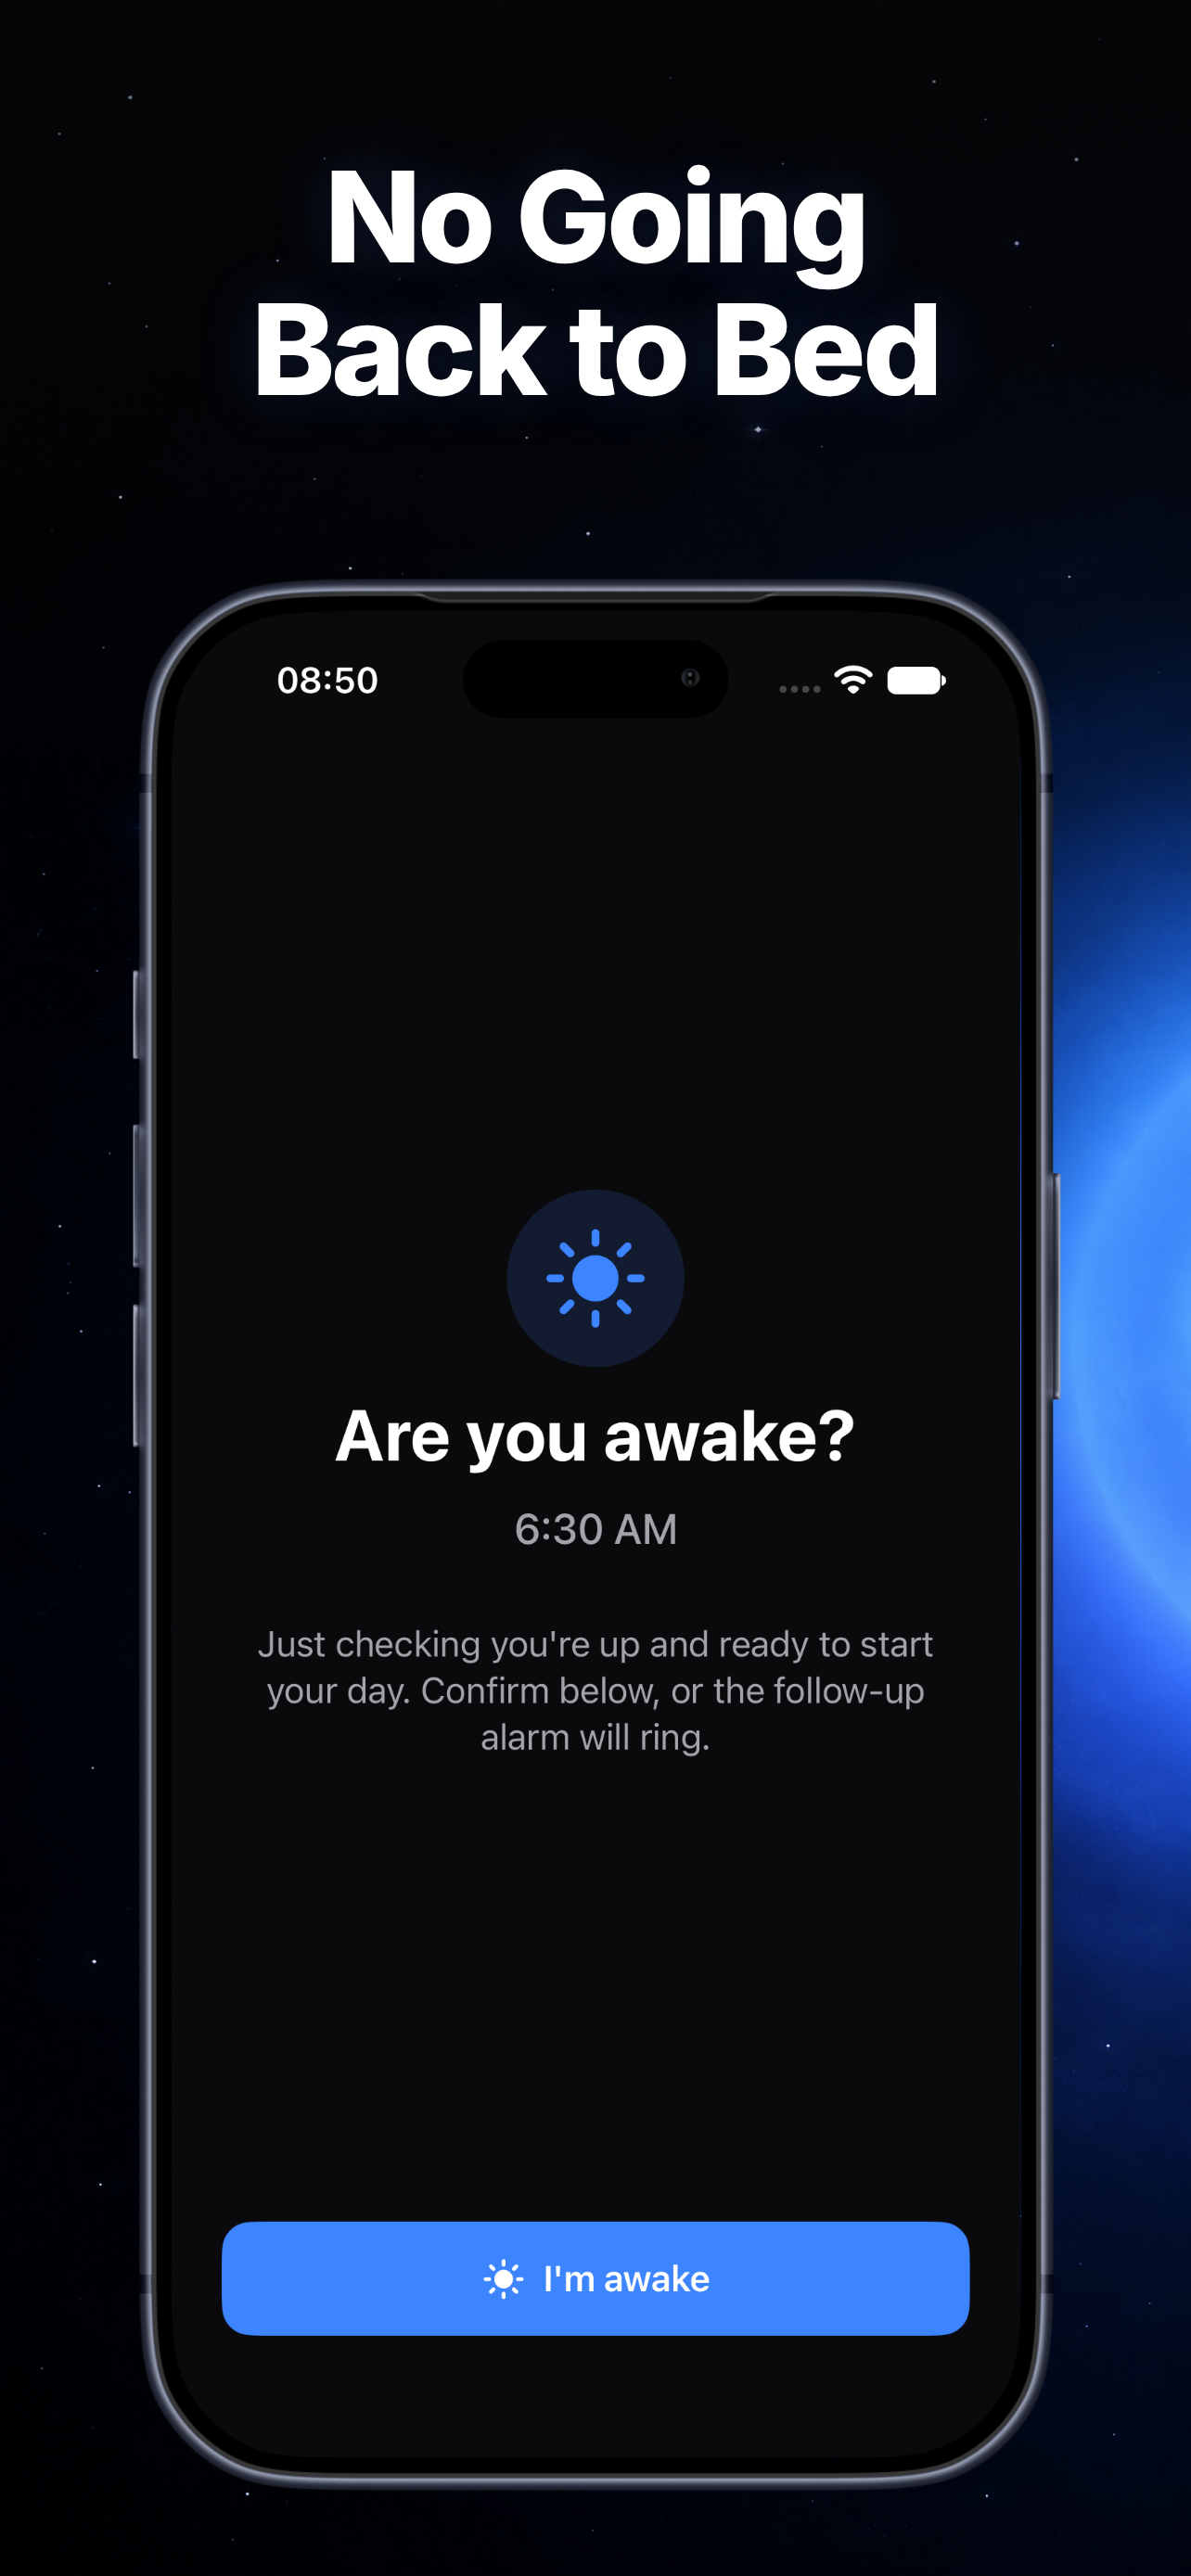 No Going
Back to Bed
08:50
Are you awake?
6:30 AM
Just checking you're up and ready to start
your day. Confirm below, or the follow-up
alarm will ring.
I'm awake